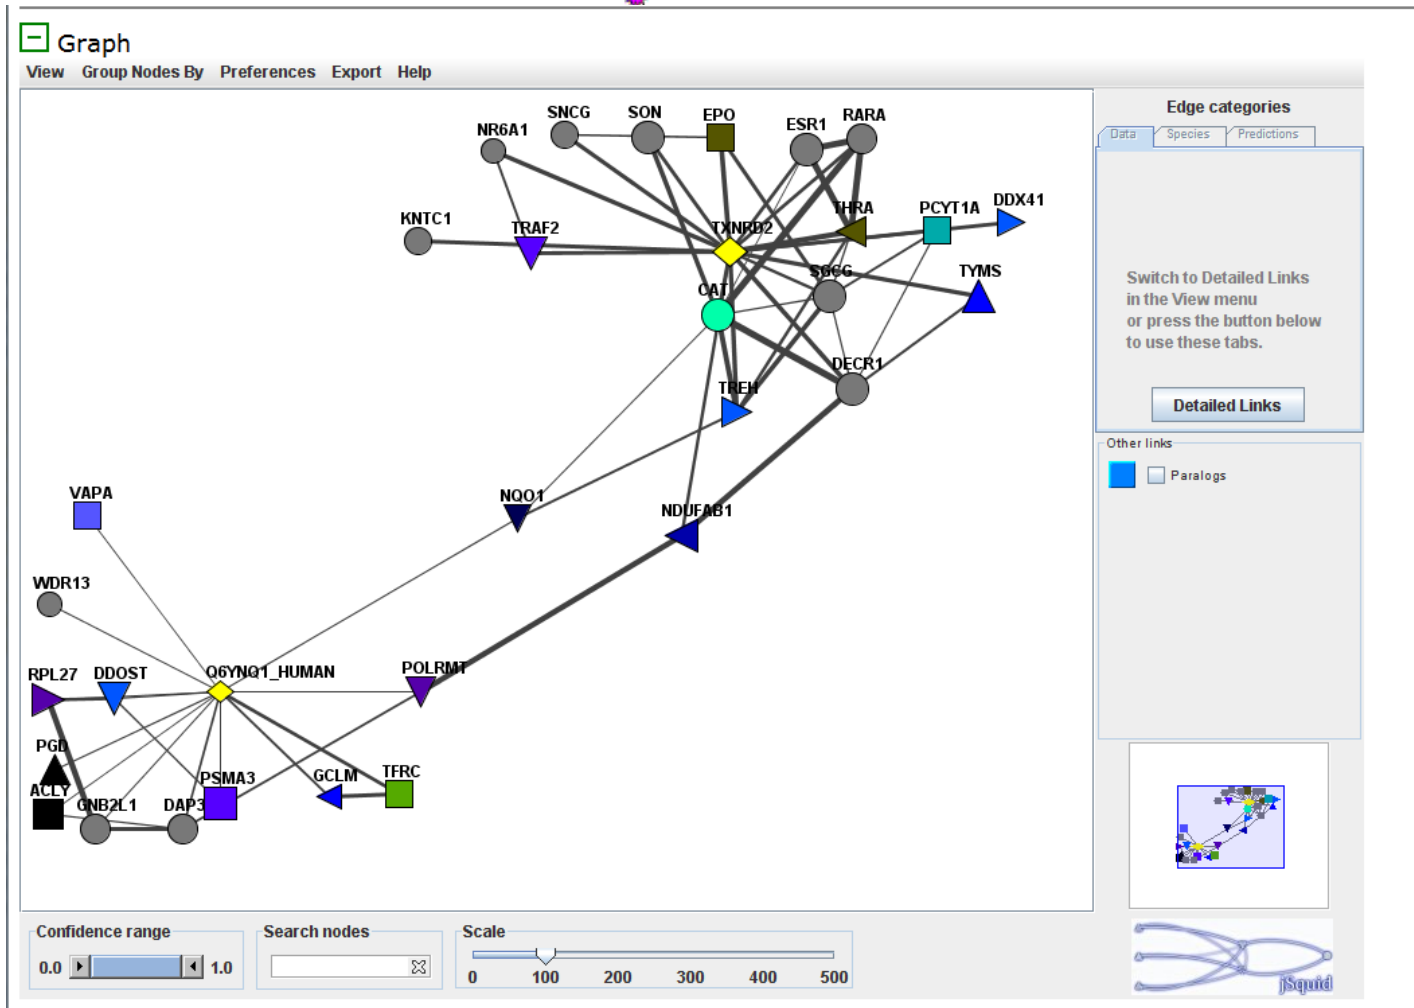 Graph
View Group Nodes By Preferences Export Help
SNCG SON EPO ESR1 RARA
NR6A1
KNTC1 TRAF2 TXNRD2 THRA PCYT1A DDX41
CAT SGCG TYMS
TREH DECR1
NQO1 NDUFAB1
VAPA
WDR13
RPL27 DDOST Q6YNQ1_HUMAN POLRMT
PGD
ACLY GNB2L1 DAP3 PSMA3 GCLM TFRC
Edge categories
Data Species Predictions
Switch to Detailed Links
in the View menu
or press the button below
to use these tabs.
Detailed Links
Other links
Paralogs
Confidence range
0.0 1.0
Search nodes
Scale
0 100 200 300 400 500
jSquid